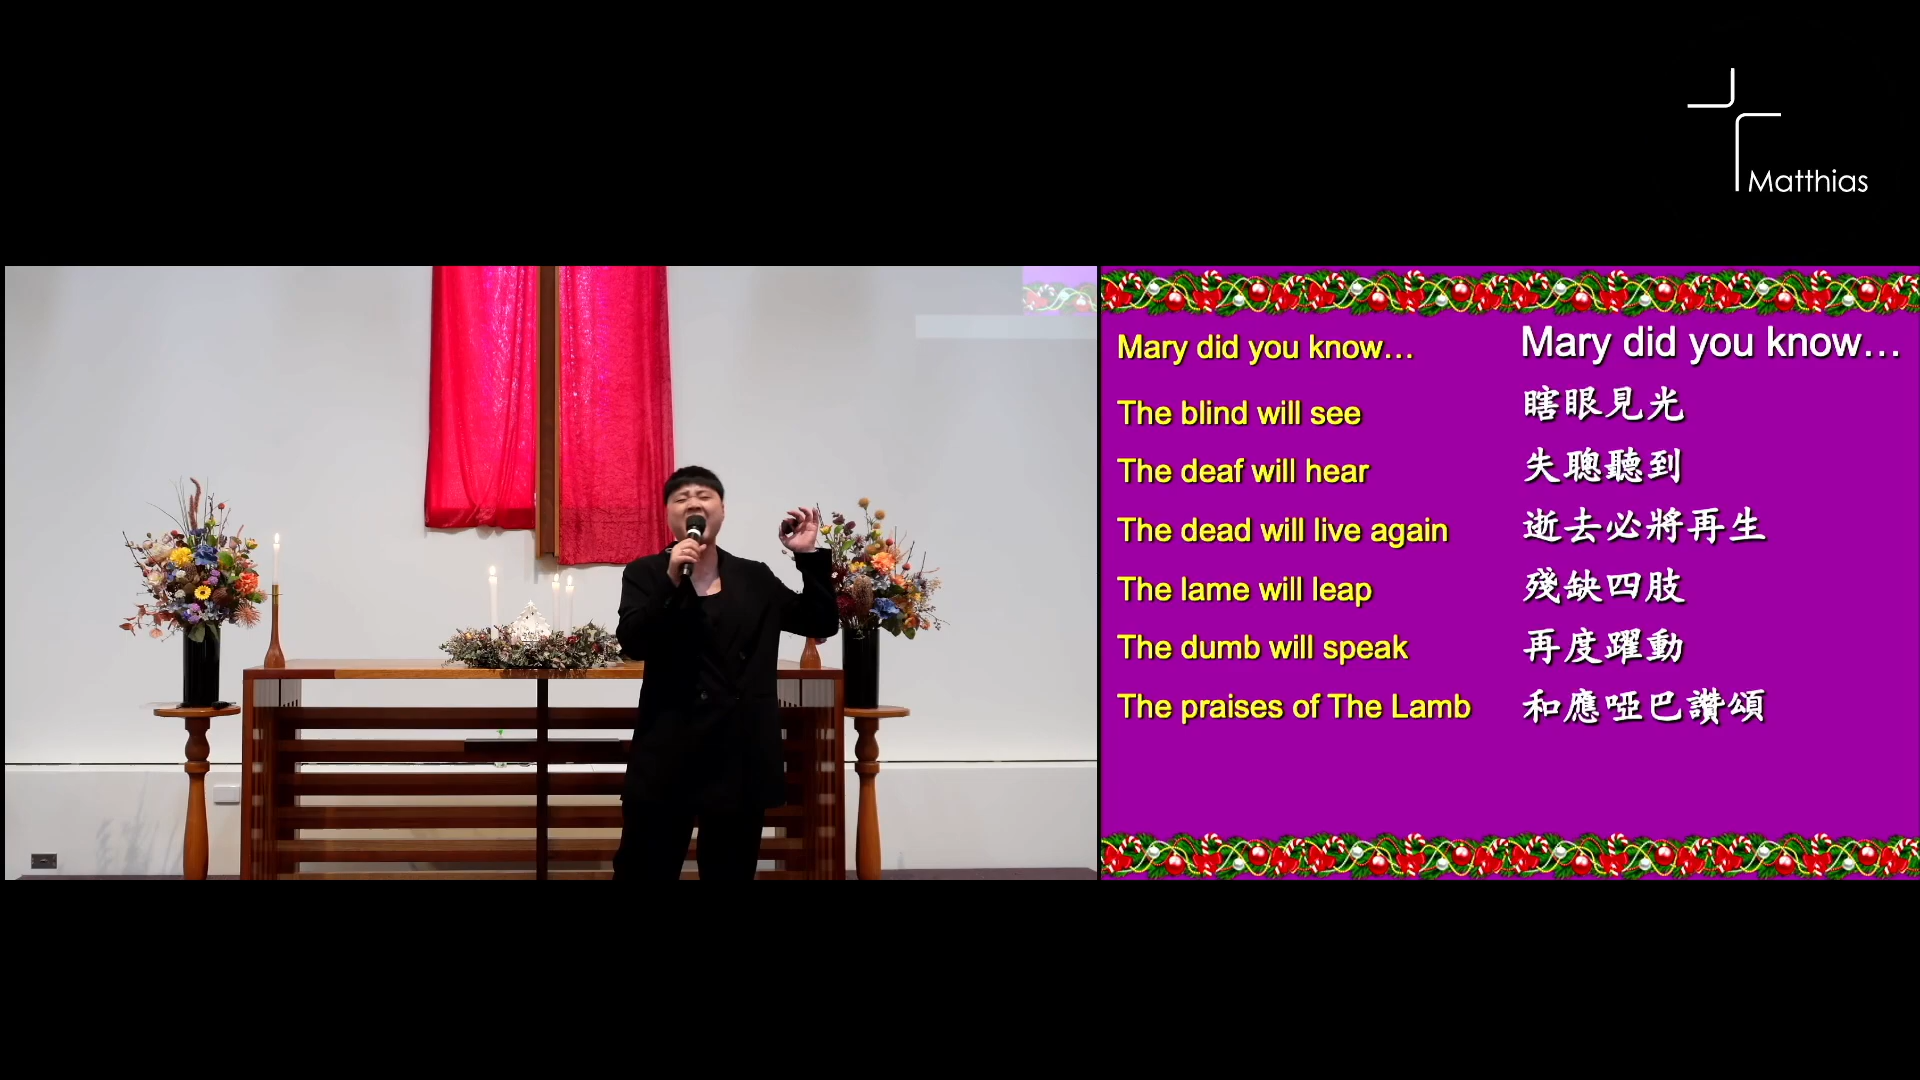 Matthias
Mary did you know…
The blind will see
The deaf will hear
The dead will live again
The lame will leap
The dumb will speak
The praises of The Lamb
Mary did you know…
瞎眼見光
失聰聽到
逝去必將再生
殘缺四肢
再度躍動
和應啞巴讚頌